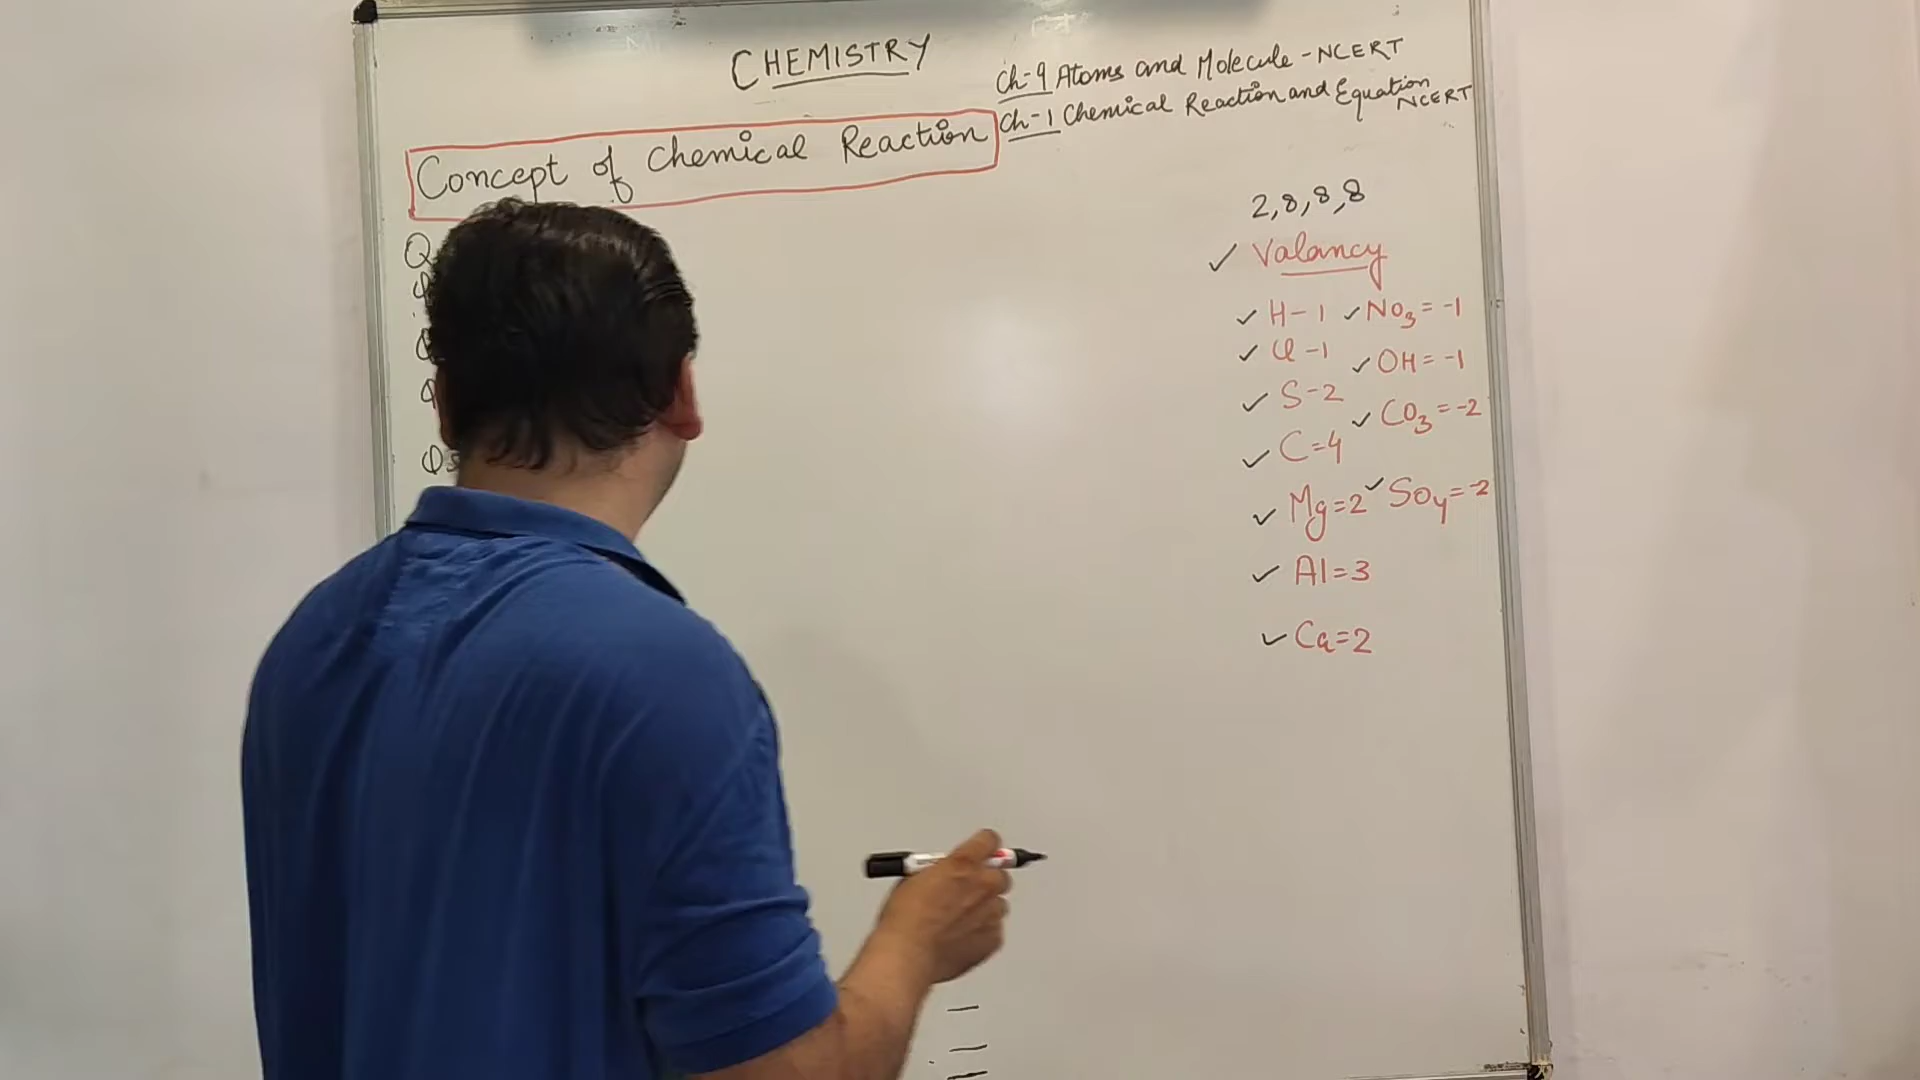 CHEMISTRY
Ch-9 Atoms and Molecule - NCERT
Ch-1 Chemical Reaction and Equation
NCERT
Concept of Chemical Reaction
2,8,8,8
✓ Valancy
✓ H-1 ✓ NO3 = -1
✓ Cl-1 ✓ OH = -1
✓ S-2 ✓ CO3 = -2
✓ C=4
✓ Mg=2 ✓ SO4 = -2
✓ Al=3
✓ Ca=2